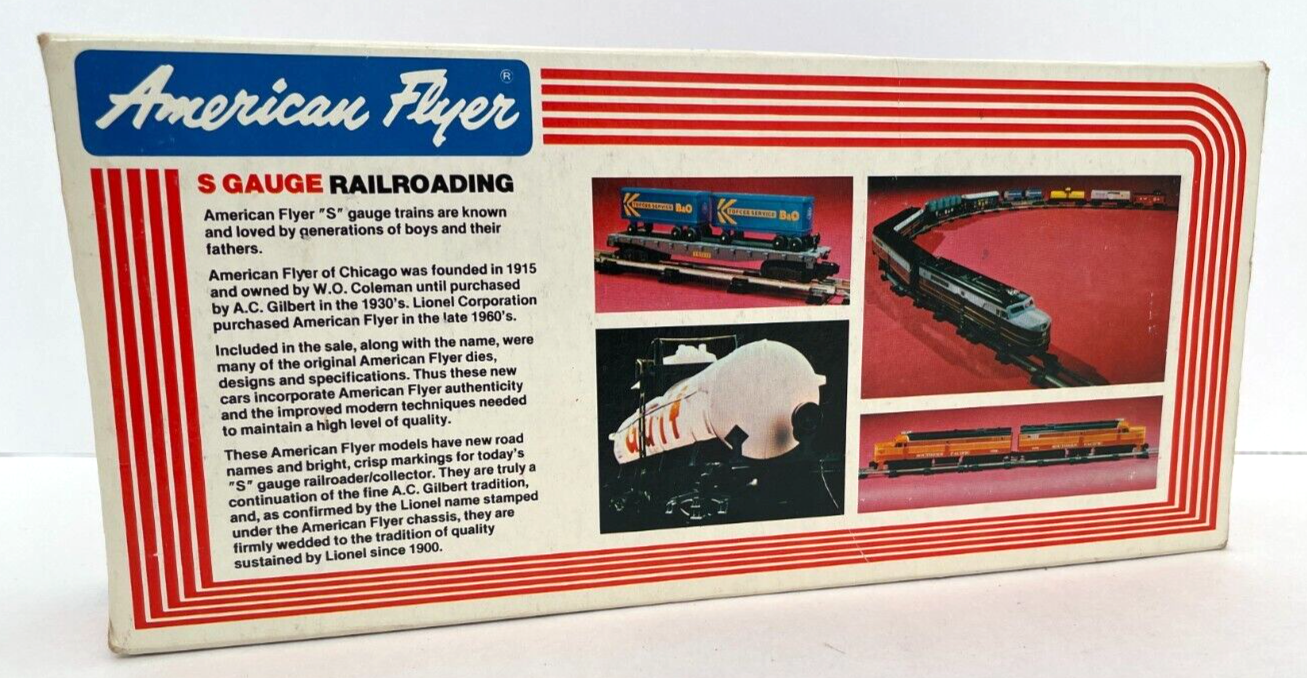 American Flyer ®
S GAUGE RAILROADING
American Flyer "S" gauge trains are known
and loved by generations of boys and their
fathers.
American Flyer of Chicago was founded in 1915
and owned by W.O. Coleman until purchased
by A.C. Gilbert in the 1930's. Lionel Corporation
purchased American Flyer in the late 1960's.
Included in the sale, along with the name, were
many of the original American Flyer dies,
designs and specifications. Thus these new
cars incorporate American Flyer authenticity
and the improved modern techniques needed
to maintain a high level of quality.
These American Flyer models have new road
names and bright, crisp markings for today's
"S" gauge railroader/collector. They are truly a
continuation of the fine A.C. Gilbert tradition,
and, as confirmed by the Lionel name stamped
under the American Flyer chassis, they are
firmly wedded to the tradition of quality
sustained by Lionel since 1900.
TOFCEE SERVICE B&O
TOFCEE SERVICE B&O
GULF
SOUTHERN PACIFIC